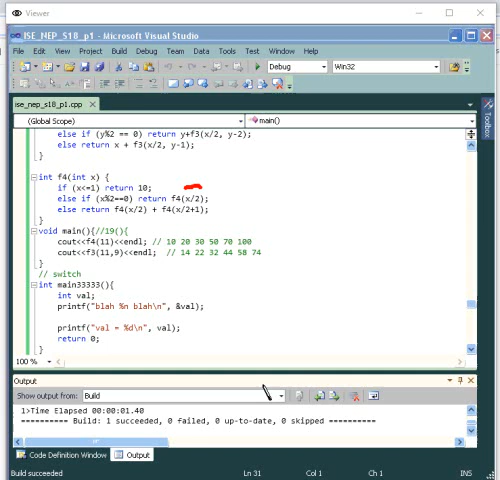 Viewer
ISE_NEP_S18_p1 - Microsoft Visual Studio
File Edit View Project Build Debug Team Data Tools Test Window Help
Debug Win32
ise_nep_s18_p1.cpp
Toolbox
(Global Scope) main()
else if (y%2 == 0) return y+f3(x/2, y-2);
else return x + f3(x/2, y-1);
}
int f4(int x) {
if (x<=1) return 10;
else if (x%2==0) return f4(x/2);
else return f4(x/2) + f4(x/2+1);
}
void main(){//19(){
cout<<f4(11)<<endl; // 10 20 30 50 70 100
cout<<f3(11,9)<<endl; // 14 22 32 44 58 74
}
// switch
int main33333(){
int val;
printf("blah %n blah\n", &val);
printf("val = %d\n", val);
return 0;
}
100 %
Output
Show output from: Build
1>Time Elapsed 00:00:01.40
========== Build: 1 succeeded, 0 failed, 0 up-to-date, 0 skipped ==========
Code Definition Window Output
Build succeeded Ln 31 Col 1 Ch 1 INS